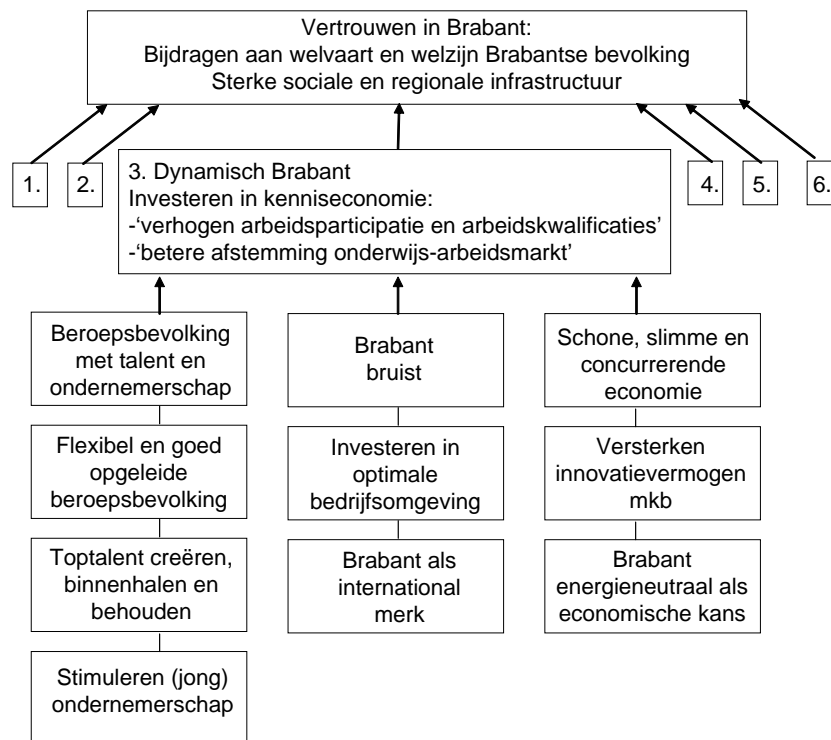 Vertrouwen in Brabant:
Bijdragen aan welvaart en welzijn Brabantse bevolking
Sterke sociale en regionale infrastructuur
1.
2.
3. Dynamisch Brabant
Investeren in kenniseconomie:
-‘verhogen arbeidsparticipatie en arbeidskwalificaties’
-‘betere afstemming onderwijs-arbeidsmarkt’
4.
5.
6.
Beroepsbevolking
met talent en
ondernemerschap
Flexibel en goed
opgeleide
beroepsbevolking
Toptalent creëren,
binnenhalen en
behouden
Stimuleren (jong)
ondernemerschap
Brabant
bruist
Investeren in
optimale
bedrijfsomgeving
Brabant als
international
merk
Schone, slimme en
concurrerende
economie
Versterken
innovatievermogen
mkb
Brabant
energieneutraal als
economische kans